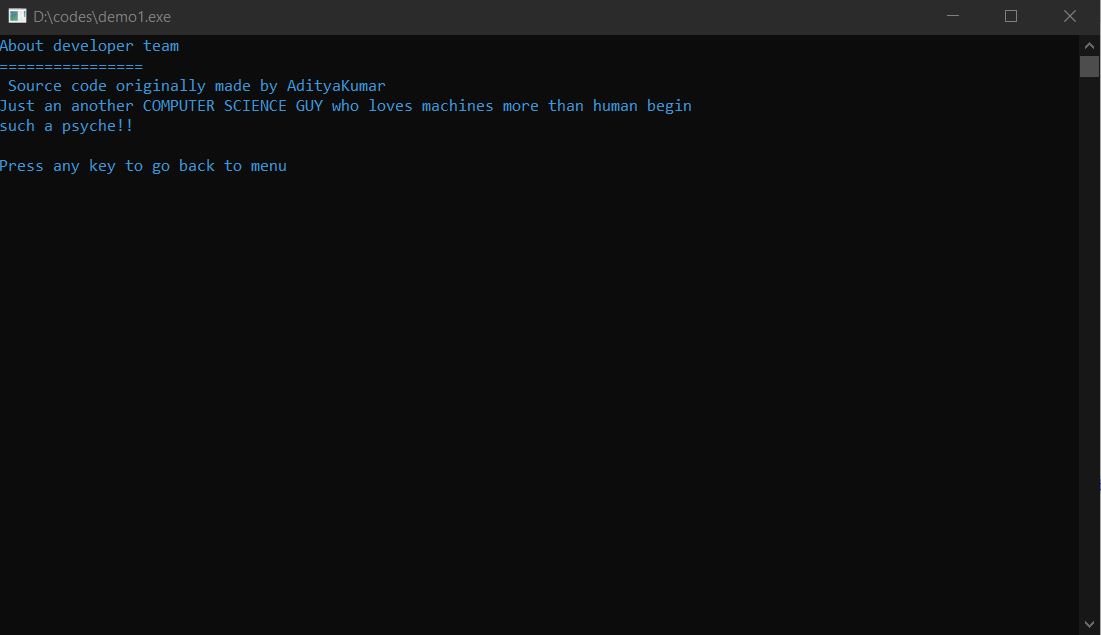 D:\codes\demo1.exe
About developer team
================
Source code originally made by AdityaKumar
Just an another COMPUTER SCIENCE GUY who loves machines more than human begin
such a psyche!!
Press any key to go back to menu